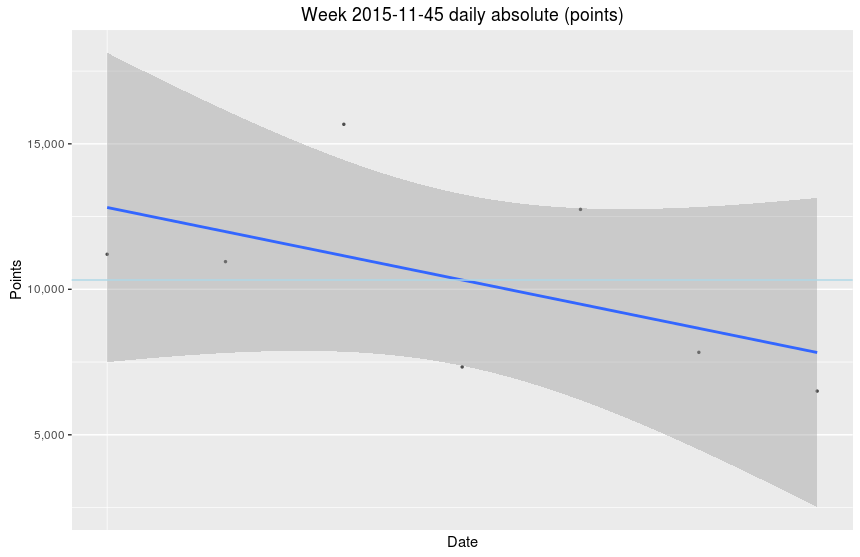 Week 2015-11-45 daily absolute (points)
15,000
10,000
5,000
Points
Date